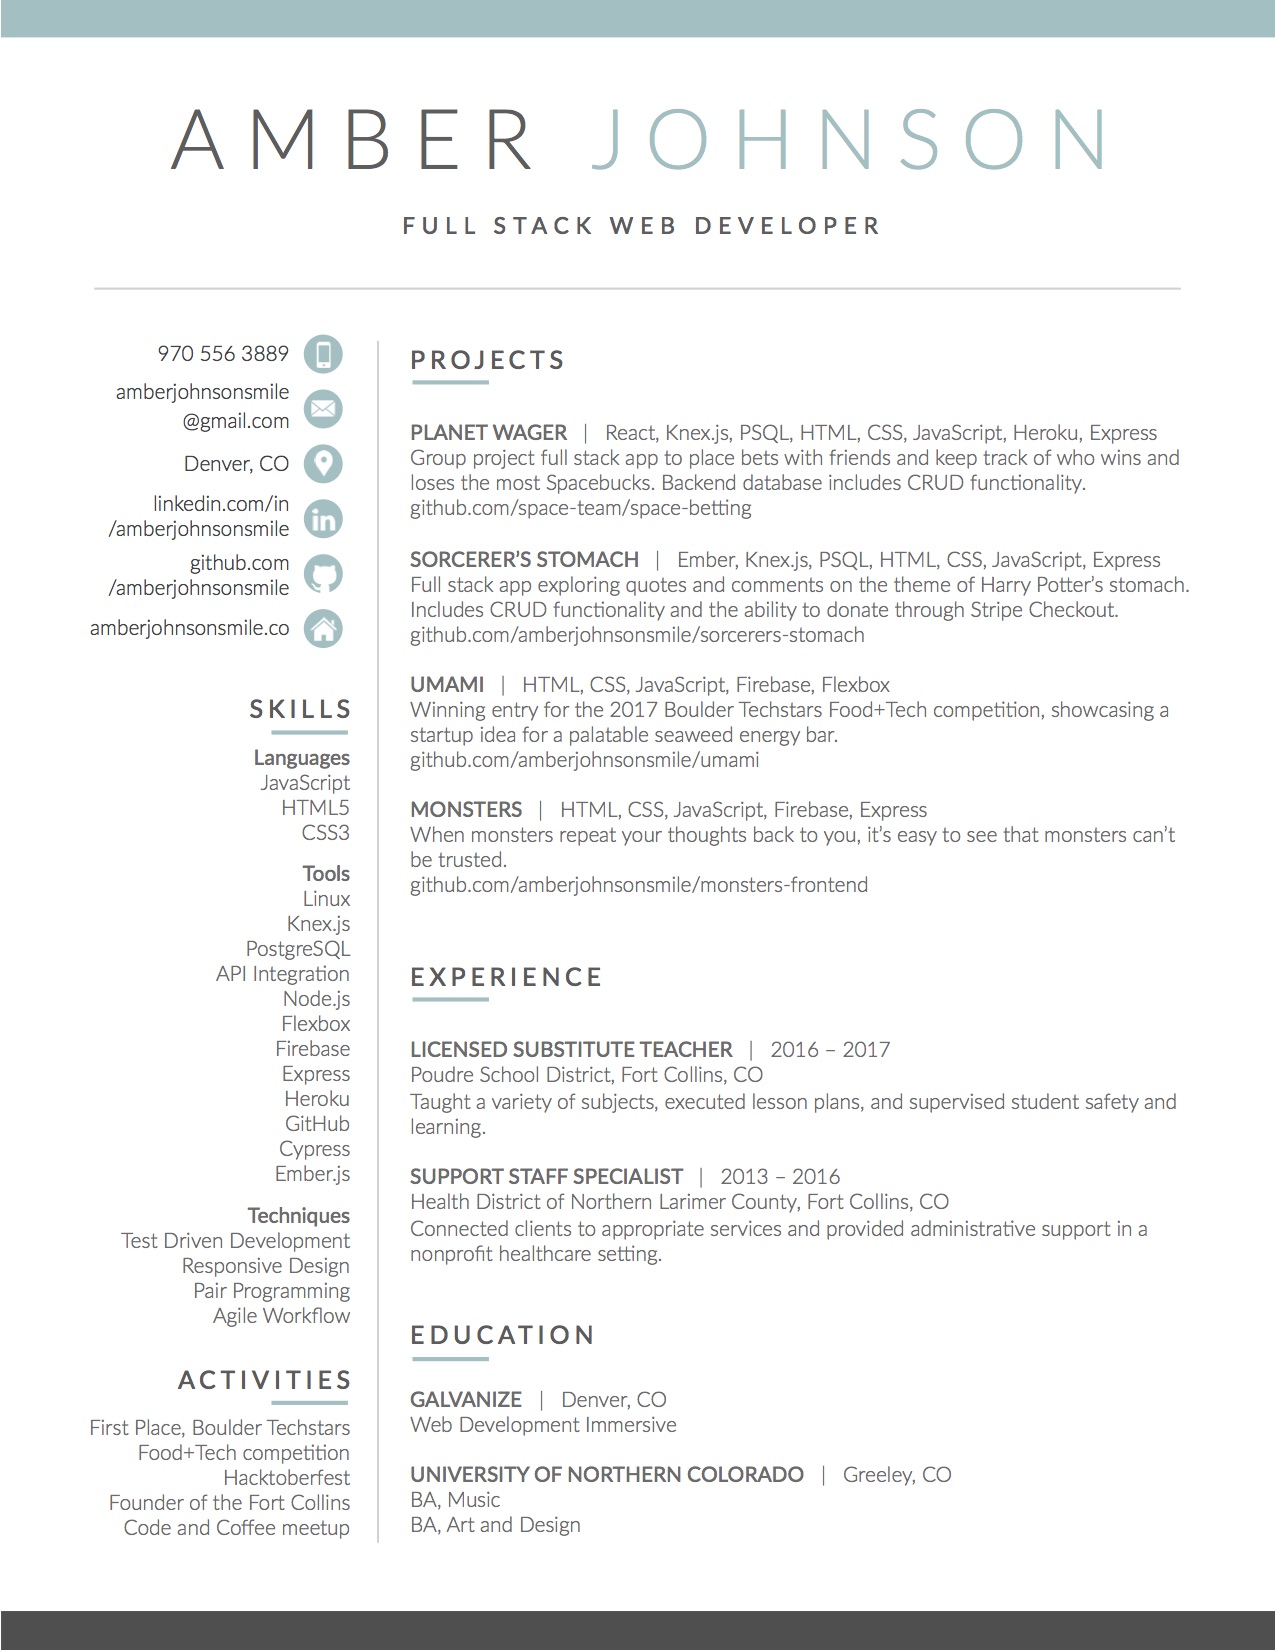 AMBER JOHNSON
FULL STACK WEB DEVELOPER
970 556 3889
amberjohnsonsmile
@gmail.com
Denver, CO
linkedin.com/in
/amberjohnsonsmile
github.com
/amberjohnsonsmile
amberjohnsonsmile.co
SKILLS
Languages
JavaScript
HTML5
CSS3
Tools
Linux
Knex.js
PostgreSQL
API Integration
Node.js
Flexbox
Firebase
Express
Heroku
GitHub
Cypress
Ember.js
Techniques
Test Driven Development
Responsive Design
Pair Programming
Agile Workflow
ACTIVITIES
First Place, Boulder Techstars
Food+Tech competition
Hacktoberfest
Founder of the Fort Collins
Code and Coffee meetup
PROJECTS
PLANET WAGER | React, Knex.js, PSQL, HTML, CSS, JavaScript, Heroku, Express
Group project full stack app to place bets with friends and keep track of who wins and
loses the most Spacebucks. Backend database includes CRUD functionality.
github.com/space-team/space-betting
SORCERER’S STOMACH | Ember, Knex.js, PSQL, HTML, CSS, JavaScript, Express
Full stack app exploring quotes and comments on the theme of Harry Potter’s stomach.
Includes CRUD functionality and the ability to donate through Stripe Checkout.
github.com/amberjohnsonsmile/sorcerers-stomach
UMAMI | HTML, CSS, JavaScript, Firebase, Flexbox
Winning entry for the 2017 Boulder Techstars Food+Tech competition, showcasing a
startup idea for a palatable seaweed energy bar.
github.com/amberjohnsonsmile/umami
MONSTERS | HTML, CSS, JavaScript, Firebase, Express
When monsters repeat your thoughts back to you, it’s easy to see that monsters can’t
be trusted.
github.com/amberjohnsonsmile/monsters-frontend
EXPERIENCE
LICENSED SUBSTITUTE TEACHER | 2016 – 2017
Poudre School District, Fort Collins, CO
Taught a variety of subjects, executed lesson plans, and supervised student safety and
learning.
SUPPORT STAFF SPECIALIST | 2013 – 2016
Health District of Northern Larimer County, Fort Collins, CO
Connected clients to appropriate services and provided administrative support in a
nonprofit healthcare setting.
EDUCATION
GALVANIZE | Denver, CO
Web Development Immersive
UNIVERSITY OF NORTHERN COLORADO | Greeley, CO
BA, Music
BA, Art and Design